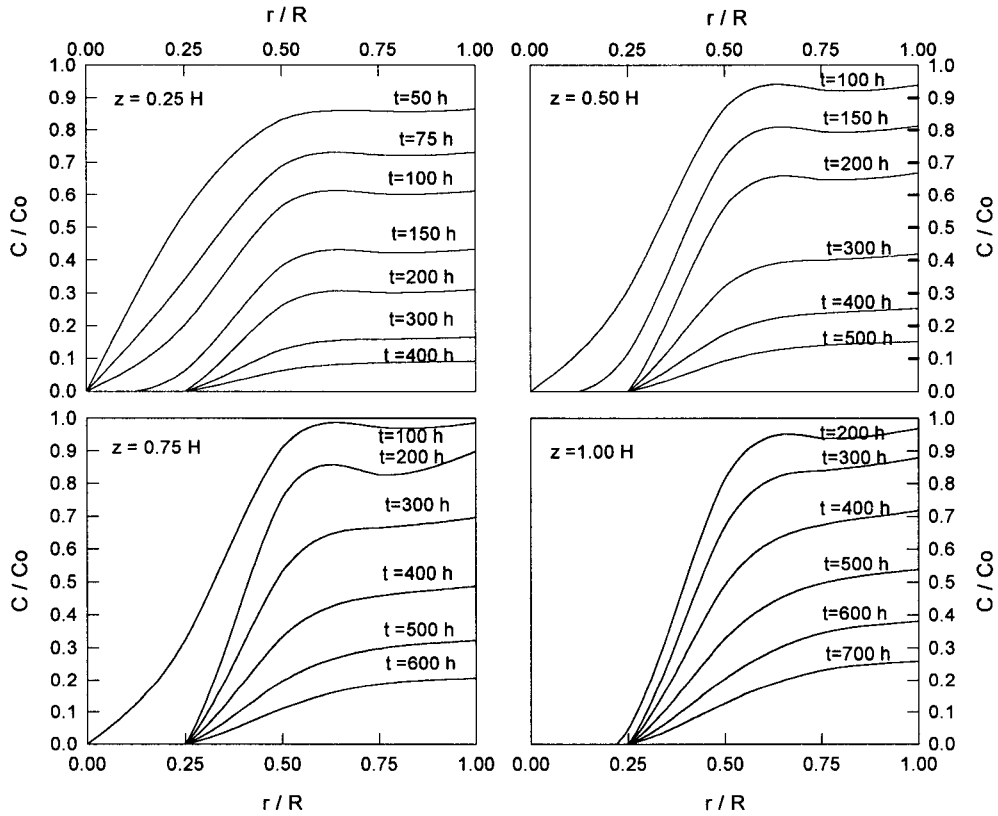 r / R
r / R
0.00 0.25 0.50 0.75 1.00
0.00 0.25 0.50 0.75 1.00
1.0
0.9
0.8
0.7
0.6
0.5
0.4
0.3
0.2
0.1
0.0
C / Co
z = 0.25 H
t=50 h
t=75 h
t=100 h
t=150 h
t=200 h
t=300 h
t=400 h
z = 0.50 H
t=100 h
t=150 h
t=200 h
t=300 h
t=400 h
t=500 h
1.0
0.9
0.8
0.7
0.6
0.5
0.4
0.3
0.2
0.1
0.0
C / Co
1.0
0.9
0.8
0.7
0.6
0.5
0.4
0.3
0.2
0.1
0.0
C / Co
z = 0.75 H
t=100 h
t=200 h
t=300 h
t =400 h
t =500 h
t=600 h
z =1.00 H
t=200 h
t=300 h
t=400 h
t=500 h
t=600 h
t=700 h
1.0
0.9
0.8
0.7
0.6
0.5
0.4
0.3
0.2
0.1
0.0
C / Co
0.00 0.25 0.50 0.75 1.00
0.00 0.25 0.50 0.75 1.00
r / R
r / R